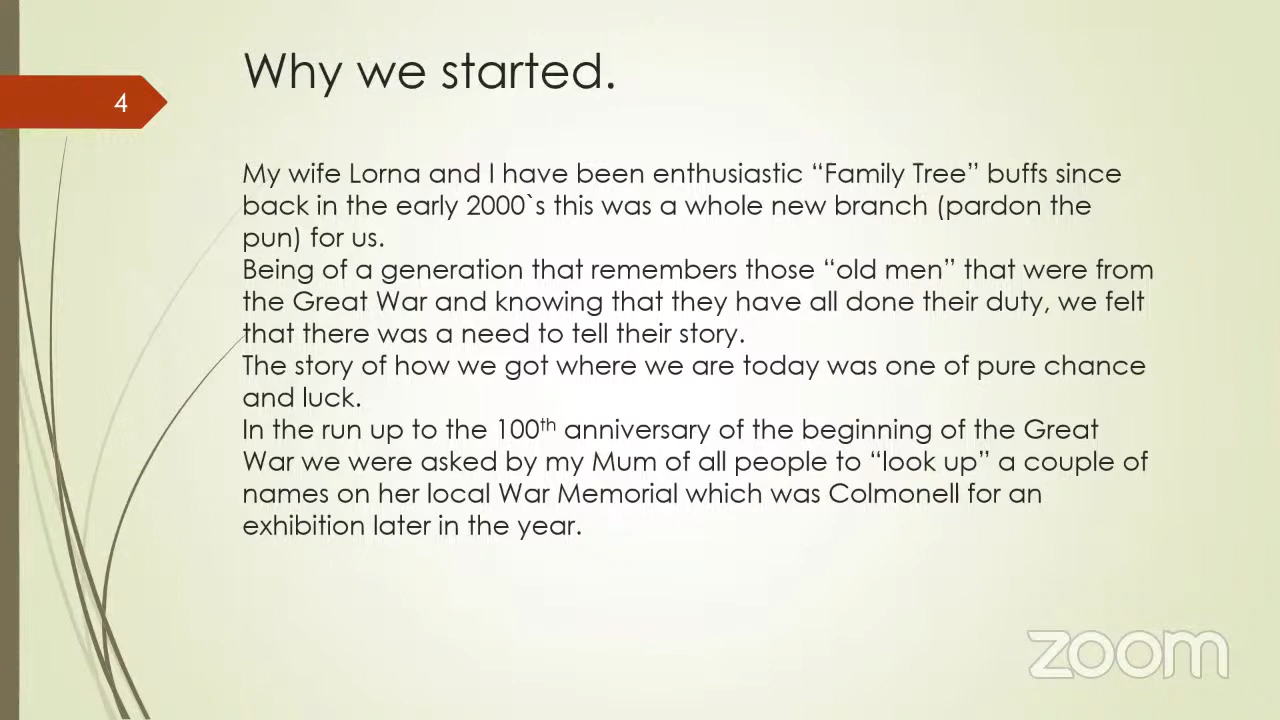 Why we started.
4
My wife Lorna and I have been enthusiastic “Family Tree” buffs since
back in the early 2000`s this was a whole new branch (pardon the
pun) for us.
Being of a generation that remembers those “old men” that were from
the Great War and knowing that they have all done their duty, we felt
that there was a need to tell their story.
The story of how we got where we are today was one of pure chance
and luck.
In the run up to the 100th anniversary of the beginning of the Great
War we were asked by my Mum of all people to “look up” a couple of
names on her local War Memorial which was Colmonell for an
exhibition later in the year.
zoom